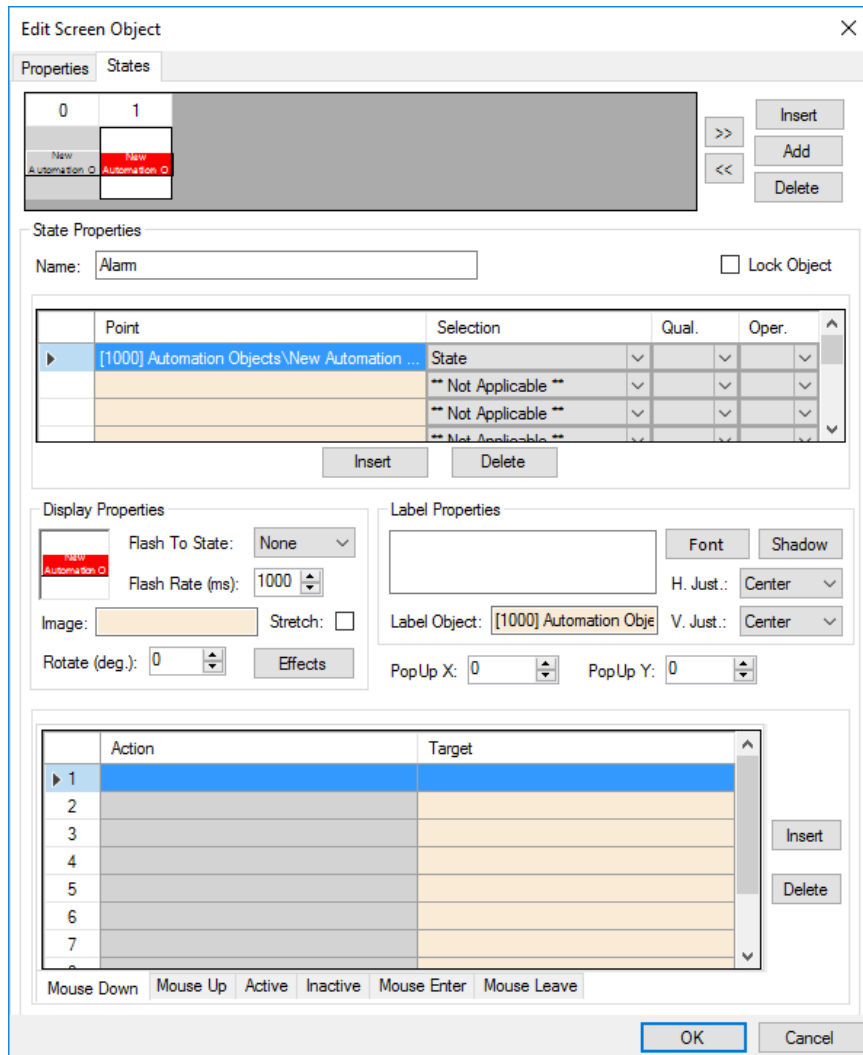 Edit Screen Object
Properties States
0 1
New New
Automation O Automation O
>>
<<
Insert
Add
Delete
State Properties
Name: Alarm Lock Object
Point Selection Qual. Oper.
[1000] Automation Objects\New Automation ... State
** Not Applicable **
** Not Applicable **
** Not Applicable **
Insert Delete
Display Properties
New
Automation O
Flash To State: None
Flash Rate (ms): 1000
Image: Stretch:
Rotate (deg.): 0 Effects
Label Properties
Font Shadow
H. Just.: Center
Label Object: [1000] Automation Obje V. Just.: Center
PopUp X: 0 PopUp Y: 0
Action Target
1
2
3
4
5
6
7
Insert
Delete
Mouse Down Mouse Up Active Inactive Mouse Enter Mouse Leave
OK Cancel